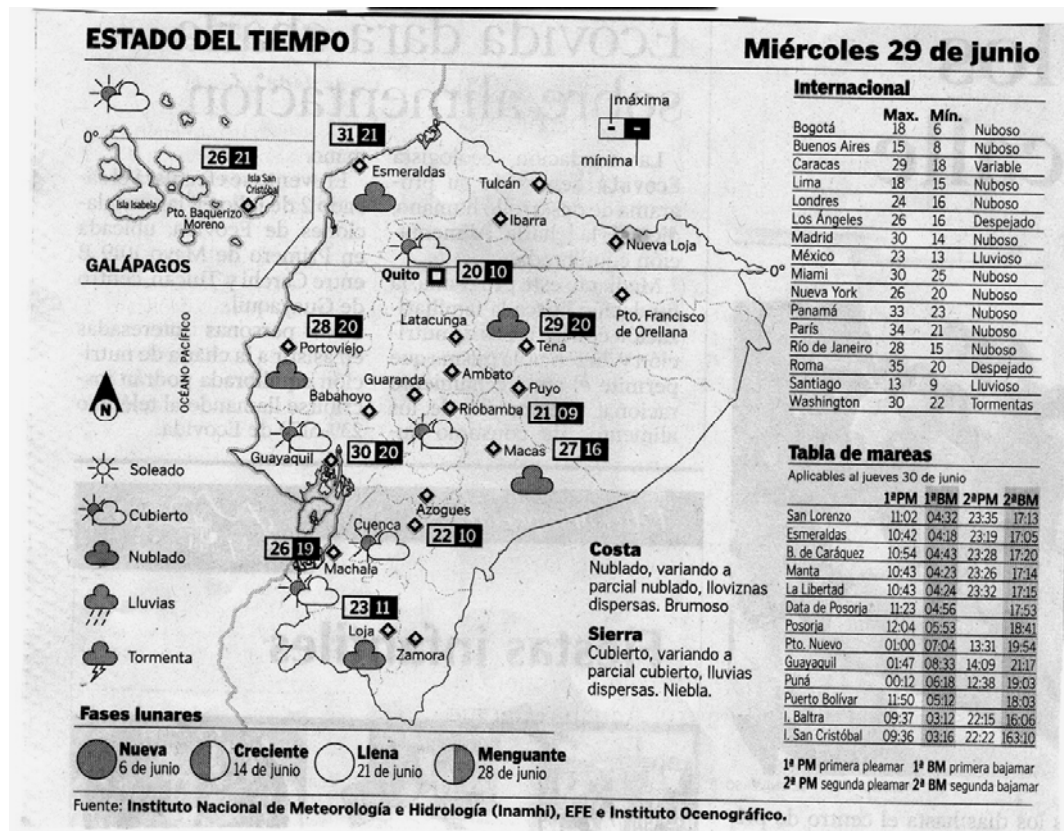 ESTADO DEL TIEMPO
Miércoles 29 de junio
0°
26 21
Isla Isabela
Isla San
Cristóbal
Pto. Baquerizo
Moreno
GALÁPAGOS
OCÉANO PACÍFICO
N
máxima
- -
mínima
31 21
Esmeraldas
Tulcán
Ibarra
Nueva Loja
Quito
20 10
0°
Pto. Francisco
de Orellana
28 20
Portoviejo
Latacunga
29 20
Tena
Ambato
Guaranda
Puyo
Babahoyo
Riobamba
21 09
Guayaquil
30 20
Macas
27 16
Azogues
Cuenca
22 10
26 19
Machala
23 11
Loja
Zamora
Soleado
Cubierto
Nublado
Lluvias
Tormenta
Costa
Nublado, variando a
parcial nublado, lloviznas
dispersas. Brumoso
Sierra
Cubierto, variando a
parcial cubierto, lluvias
dispersas. Niebla.
Fases lunares
Nueva
6 de junio
Creciente
14 de junio
Llena
21 de junio
Menguante
28 de junio
Fuente: Instituto Nacional de Meteorología e Hidrología (Inamhi), EFE e Instituto Ocenográfico.
Internacional
Max. Mín.
Bogotá 18 6 Nuboso
Buenos Aires 15 8 Nuboso
Caracas 29 18 Variable
Lima 18 15 Nuboso
Londres 24 16 Nuboso
Los Ángeles 26 16 Despejado
Madrid 30 14 Nuboso
México 23 13 Lluvioso
Miami 30 25 Nuboso
Nueva York 26 20 Nuboso
Panamá 33 23 Nuboso
París 34 21 Nuboso
Río de Janeiro 28 15 Nuboso
Roma 35 20 Despejado
Santiago 13 9 Lluvioso
Washington 30 22 Tormentas
Tabla de mareas
Aplicables al jueves 30 de junio
1ªPM 1ªBM 2ªPM 2ªBM
San Lorenzo 11:02 04:32 23:35 17:13
Esmeraldas 10:42 04:18 23:19 17:05
B. de Caráquez 10:54 04:43 23:28 17:20
Manta 10:43 04:23 23:26 17:14
La Libertad 10:43 04:24 23:32 17:15
Data de Posorja 11:23 04:56 17:53
Posorja 12:04 05:53 18:41
Pto. Nuevo 01:00 07:04 13:31 19:54
Guayaquil 01:47 08:33 14:09 21:17
Puná 00:12 06:18 12:38 19:03
Puerto Bolívar 11:50 05:12 18:03
I. Baltra 09:37 03:12 22:15 16:06
I. San Cristóbal 09:36 03:16 22:22 163:10
1ª PM primera pleamar 1ª BM primera bajamar
2ª PM segunda pleamar 2ª BM segunda bajamar